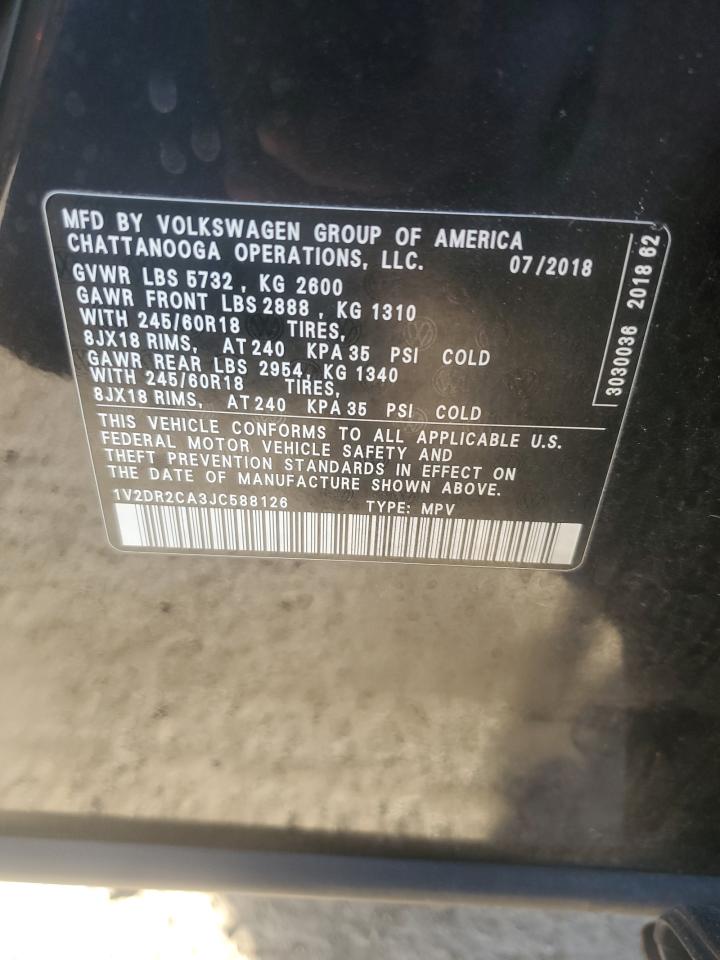 MFD BY VOLKSWAGEN GROUP OF AMERICA
CHATTANOOGA OPERATIONS, LLC. 07/2018
GVWR LBS 5732 , KG 2600
GAWR FRONT LBS 2888 , KG 1310
WITH 245/60R18 TIRES,
8JX18 RIMS, AT 240 KPA 35 PSI COLD
GAWR REAR LBS 2954, KG 1340
WITH 245/60R18 TIRES,
8JX18 RIMS, AT 240 KPA 35 PSI COLD
THIS VEHICLE CONFORMS TO ALL APPLICABLE U.S.
FEDERAL MOTOR VEHICLE SAFETY AND
THEFT PREVENTION STANDARDS IN EFFECT ON
THE DATE OF MANUFACTURE SHOWN ABOVE.
1V2DR2CA3JC588126 TYPE: MPV
3030036 2018 62